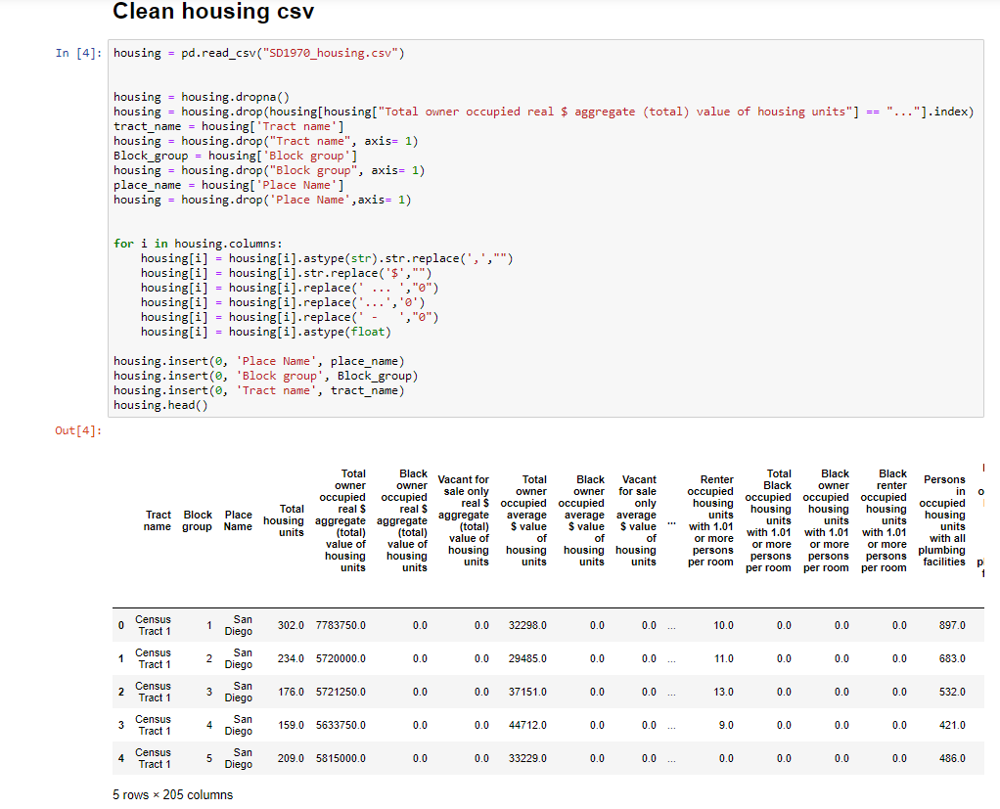 Clean housing csv
In [4]: housing = pd.read_csv("SD1970_housing.csv")
housing = housing.dropna()
housing = housing.drop(housing[housing["Total owner occupied real $ aggregate (total) value of housing units"] == "..."].index)
tract_name = housing['Tract name']
housing = housing.drop("Tract name", axis= 1)
Block_group = housing['Block group']
housing = housing.drop("Block group", axis= 1)
place_name = housing['Place Name']
housing = housing.drop('Place Name',axis= 1)
for i in housing.columns:
    housing[i] = housing[i].astype(str).str.replace(',',"")
    housing[i] = housing[i].str.replace('$',"")
    housing[i] = housing[i].replace(' ... ',"0")
    housing[i] = housing[i].replace('...','0')
    housing[i] = housing[i].replace(' -   ',"0")
    housing[i] = housing[i].astype(float)
housing.insert(0, 'Place Name', place_name)
housing.insert(0, 'Block group', Block_group)
housing.insert(0, 'Tract name', tract_name)
housing.head()
Out[4]:
Tract name Block group Place Name Total housing units Total owner occupied real $ aggregate (total) value of housing units Black owner occupied real $ aggregate (total) value of housing units Vacant for sale only real $ aggregate (total) value of housing units Total owner occupied average $ value of housing units Black owner occupied average $ value of housing units Vacant for sale only average $ value of housing units ... Renter occupied housing units with 1.01 or more persons per room Total Black occupied housing units with 1.01 or more persons per room Black owner occupied housing units with 1.01 or more persons per room Black renter occupied housing units with 1.01 or more persons per room Persons in occupied housing units with all plumbing facilities
0 Census Tract 1 1 San Diego 302.0 7783750.0 0.0 0.0 32298.0 0.0 0.0 ... 10.0 0.0 0.0 0.0 897.0
1 Census Tract 1 2 San Diego 234.0 5720000.0 0.0 0.0 29485.0 0.0 0.0 ... 11.0 0.0 0.0 0.0 683.0
2 Census Tract 1 3 San Diego 176.0 5721250.0 0.0 0.0 37151.0 0.0 0.0 ... 13.0 0.0 0.0 0.0 532.0
3 Census Tract 1 4 San Diego 159.0 5633750.0 0.0 0.0 44712.0 0.0 0.0 ... 9.0 0.0 0.0 0.0 421.0
4 Census Tract 1 5 San Diego 209.0 5815000.0 0.0 0.0 33229.0 0.0 0.0 ... 0.0 0.0 0.0 0.0 486.0
5 rows × 205 columns